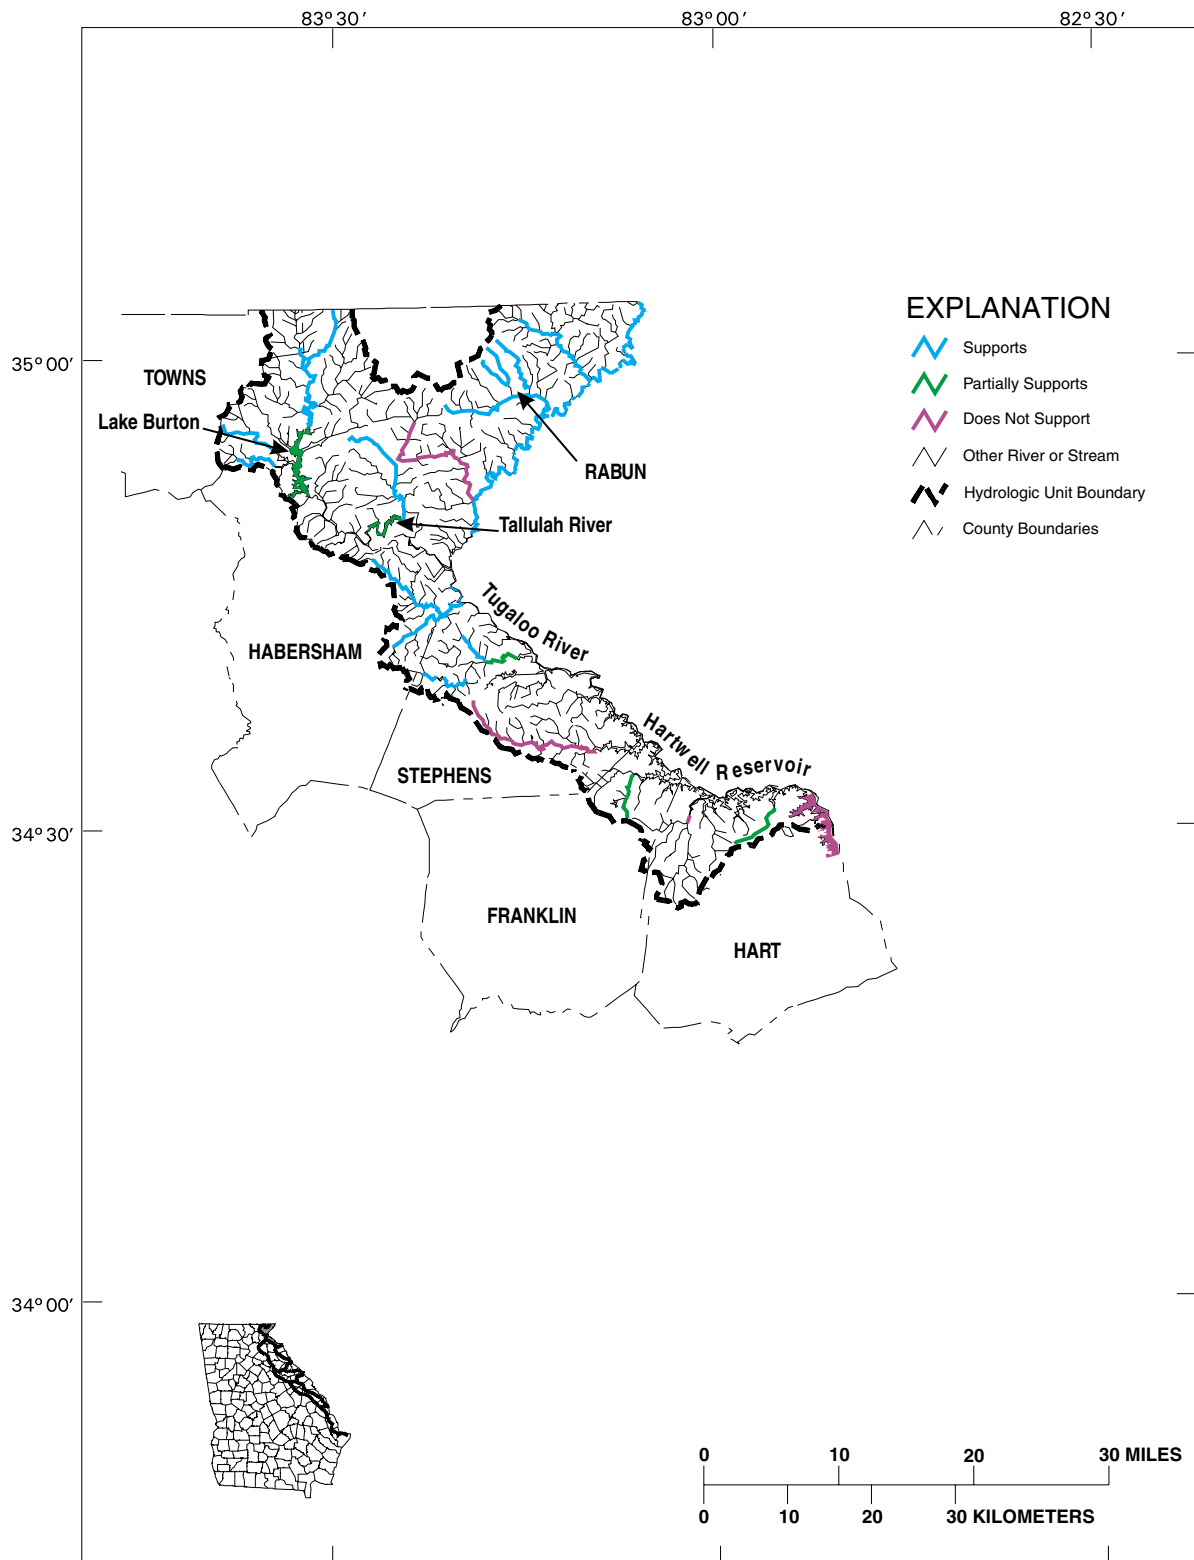 83° 30′
83° 00′
82° 30′
EXPLANATION
Supports
35° 00′
TOWNS
Partially Supports
Lake Burton
Does Not Support
Other River or Stream
RABUN
Hydrologic Unit Boundary
Tallulah River
County Boundaries
Tugaloo River
HABERSHAM
Hartwell Reservoir
STEPHENS
34° 30′
FRANKLIN
HART
34° 00′
0 10 20 30 MILES
0 10 20 30 KILOMETERS